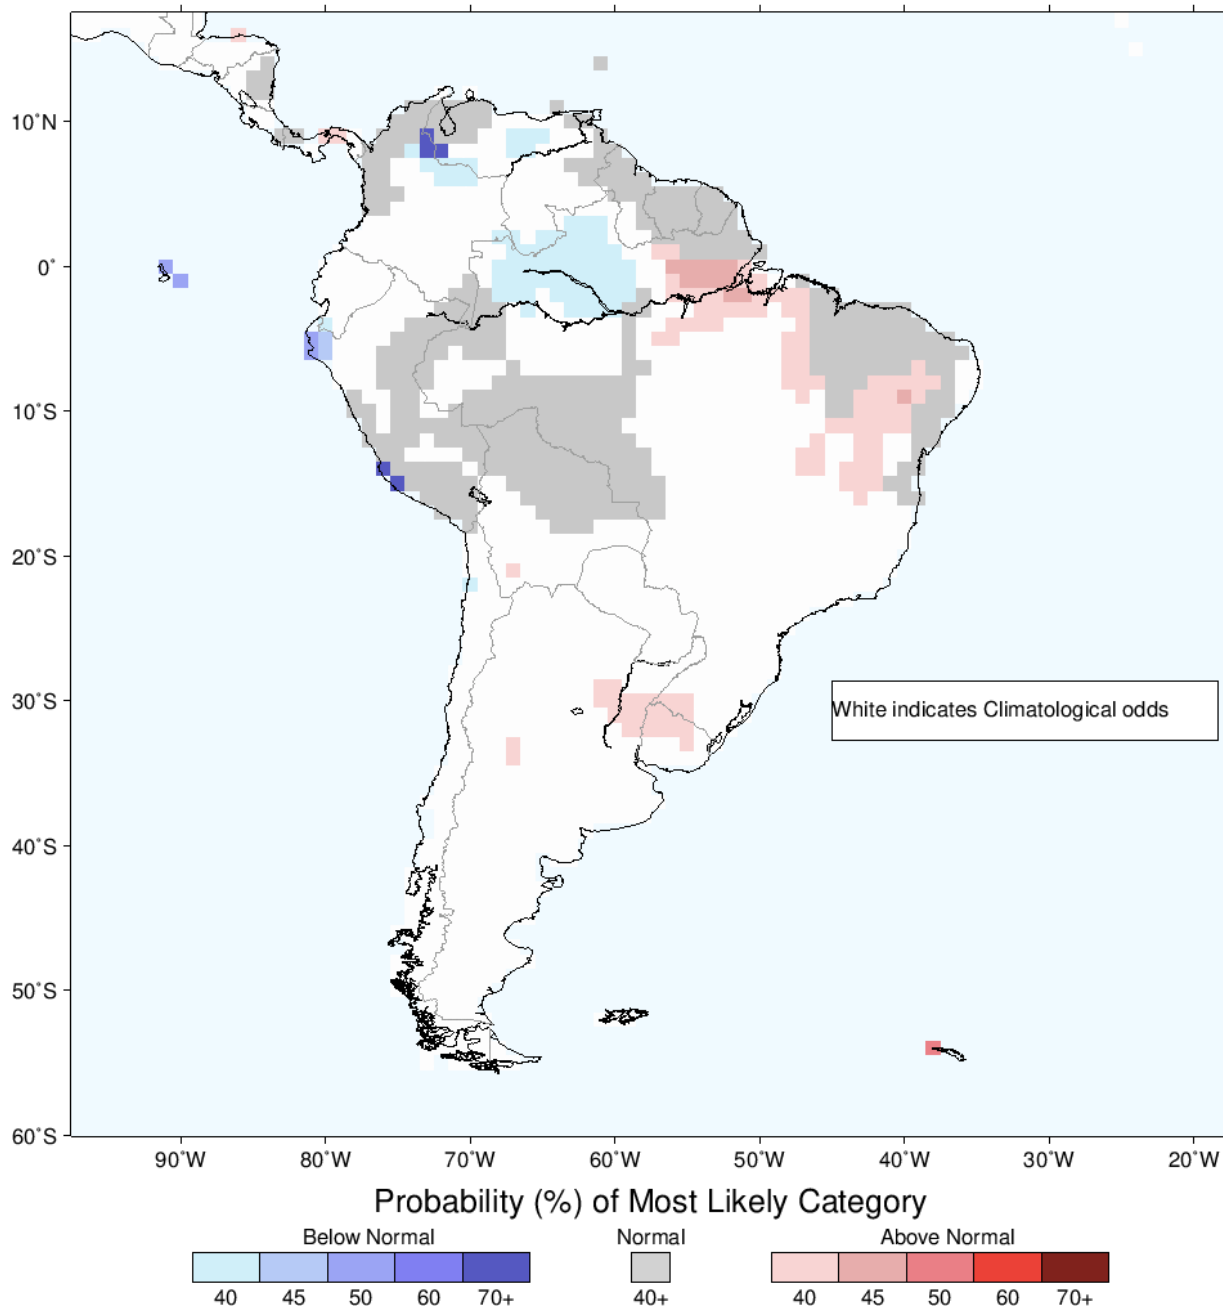 10°N
0°
10°S
20°S
30°S
40°S
50°S
60°S
White indicates Climatological odds
90°W 80°W 70°W 60°W 50°W 40°W 30°W 20°W
Probability (%) of Most Likely Category
Below Normal Normal Above Normal
40 45 50 60 70+ 40+ 40 45 50 60 70+